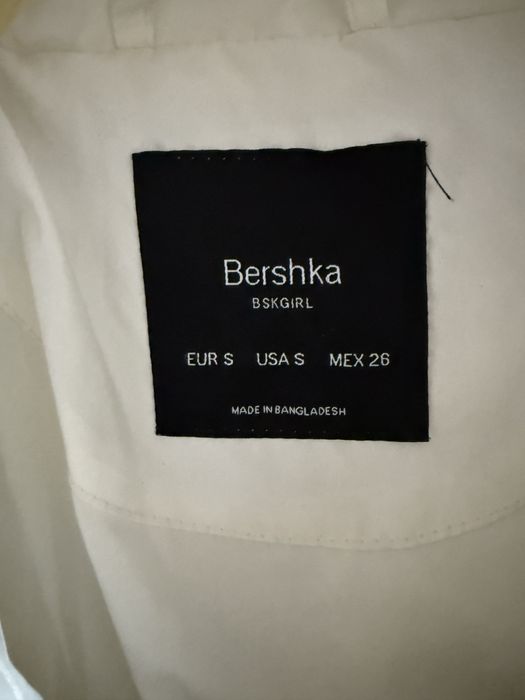 Bershka
BSKGIRL
EUR S USA S MEX 26
MADE IN BANGLADESH